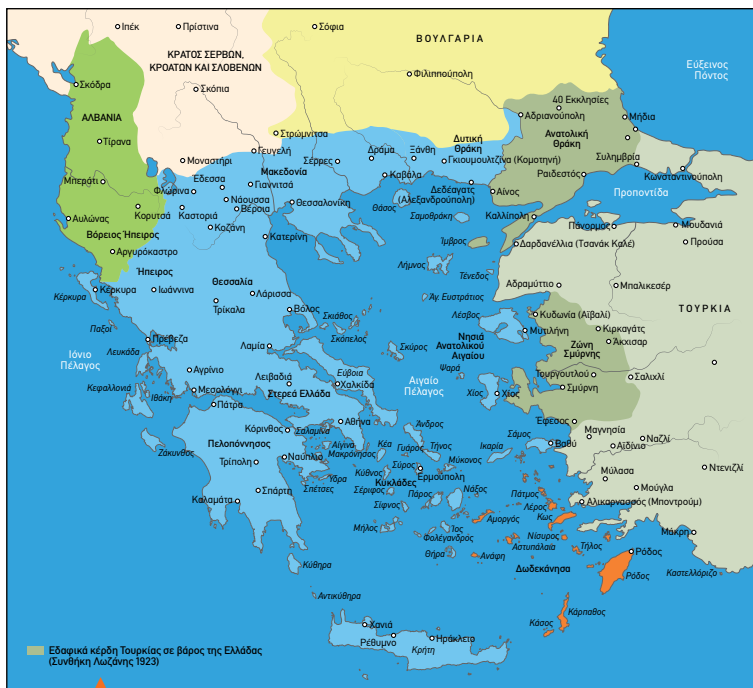 Ιπέκ
Πρίστινα
Σόφια
ΒΟΥΛΓΑΡΙΑ
Εύξεινος
Πόντος
ΚΡΑΤΟΣ ΣΕΡΒΩΝ,
ΚΡΟΑΤΩΝ ΚΑΙ ΣΛΟΒΕΝΩΝ
Φιλιππούπολη
Σκόδρα
Σκόπια
40 Εκκλησίες
Αδριανούπολη
Μήδια
ΑΛΒΑΝΙΑ
Στρώμνιτσα
Ανατολική
Θράκη
Δυτική
Θράκη
Τίρανα
Γευγελή
Δράμα
Ξάνθη
Μοναστήρι
Σέρρες
Γκιουμουλτζίνα (Κομοτηνή)
Συλημβρία
Κωνσταντινούπολη
Μακεδονία
Καβάλα
Ραιδεστός
Μπεράτι
Φλώρινα
Έδεσσα
Γιαννιτσά
Δεδέαγατς
(Αλεξανδρούπολη)
Αίνος
Προποντίδα
Νάουσσα
Βέροια
Θεσσαλονίκη
Θάσος
Σαμοθράκη
Καλλίπολη
Αυλώνας
Κορυτσά
Καστοριά
Κοζάνη
Πάνορμος
Μουδανιά
Βόρειος Ήπειρος
Κατερίνη
Ίμβρος
Δαρδανέλλια (Τσανάκ Καλέ)
Προύσα
Αργυρόκαστρο
Λήμνος
Τένεδος
Ήπειρος
Θεσσαλία
Αδραμύττιο
Μπαλικεσέρ
Κέρκυρα
Κέρκυρα
Ιωάννινα
Λάρισσα
Τρίκαλα
Αγ. Ευστράτιος
ΤΟΥΡΚΙΑ
Βόλος
Σκιάθος
Λέσβος
Κυδωνία (Αϊβαλί)
Παξοί
Σκόπελος
Νησιά
Ανατολικού
Αιγαίου
Μυτιλήνη
Κιρκαγάτς
Ζώνη
Σμύρνης
Ακχισαρ
Ιόνιο
Πέλαγος
Πρέβεζα
Λευκάδα
Λαμία
Σκύρος
Ψαρά
Αγρίνιο
Λειβαδιά
Εύβοια
Χαλκίδα
Αιγαίο
Πέλαγος
Τουργουτλού
Σαλιχλί
Κεφαλλονιά
Ιθάκη
Μεσολόγγι
Στερεά Ελλάδα
Χίος
Χίος
Σμύρνη
Πάτρα
Κόρινθος
Σαλαμίνα
Αθήνα
Άνδρος
Έφεσος
Μαγνησία
Ζάκυνθος
Πελοπόννησος
Αίγινα
Κέα
Μακρόνησος
Γυάρος
Τήνος
Ικαρία
Σάμος
Βαθύ
Αϊδίνιο
Ναζλί
Τρίπολη
Ναύπλιο
Σύρος
Μύκονος
Ντενιζλί
Ύδρα
Κύθνος
Ερμούπολη
Κυκλάδες
Μύλασα
Σπέτσες
Σέριφος
Πάρος
Νάξος
Πάτμος
Μούγλα
Καλαμάτα
Σπάρτη
Σίφνος
Λέρος
Αλικαρνασσός (Μποντρούμ)
Μήλος
Ίος
Αμοργός
Κως
Φολέγανδρος
Νίσυρος
Αστυπάλαια
Μάκρη
Θήρα
Ανάφη
Τήλος
Ρόδος
Κύθηρα
Δωδεκάνησα
Ρόδος
Καστελλόριζο
Αντικύθηρα
Κάρπαθος
Κάσος
Χανιά
Ρέθυμνο
Ηράκλειο
Κρήτη
Εδαφικά κέρδη Τουρκίας σε βάρος της Ελλάδας
(Συνθήκη Λωζάνης 1923)